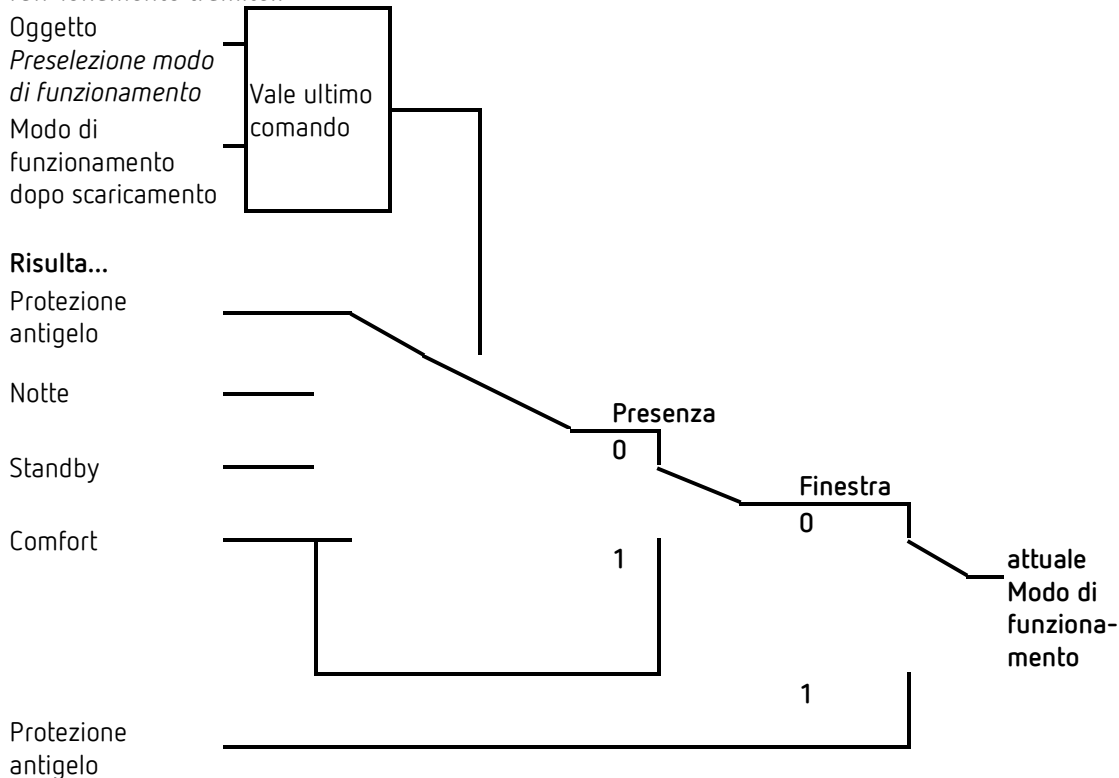 Oggetto
Preselezione modo
di funzionamento
Modo di
funzionamento
dopo scaricamento
Vale ultimo
comando
Risulta...
Protezione
antigelo
Notte
Standby
Comfort
Presenza
0
1
Finestra
0
1
attuale
Modo di
funziona-
mento
Protezione
antigelo